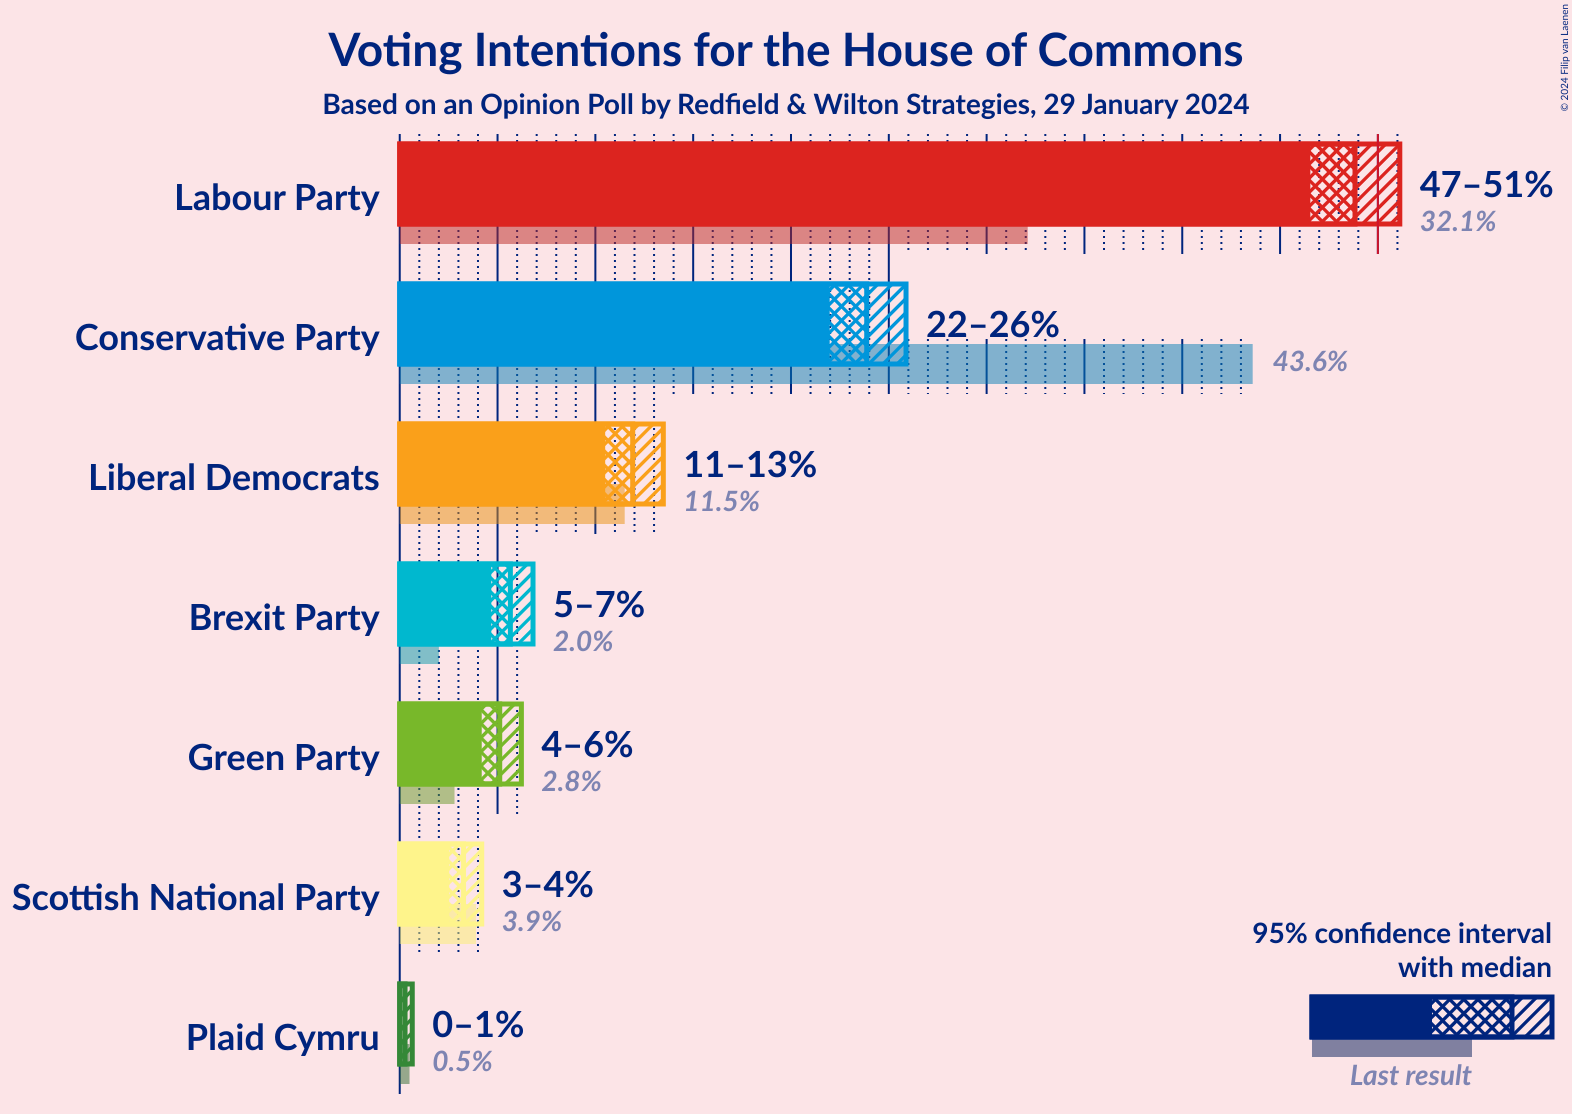 Voting Intentions for the House of Commons
Based on an Opinion Poll by Redfield & Wilton Strategies, 29 January 2024
© 2024 Filip van Laenen
Labour Party
47–51%
32.1%
Conservative Party
22–26%
43.6%
Liberal Democrats
11–13%
11.5%
Brexit Party
5–7%
2.0%
Green Party
4–6%
2.8%
Scottish National Party
3–4%
3.9%
Plaid Cymru
0–1%
0.5%
95% confidence interval
with median
Last result